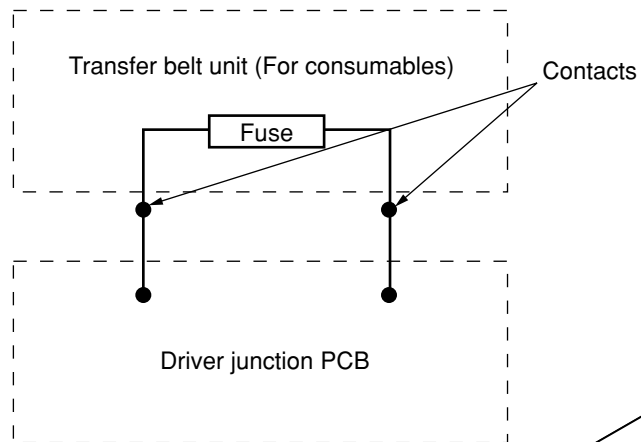 Transfer belt unit (For consumables)
Contacts
Fuse
Driver junction PCB